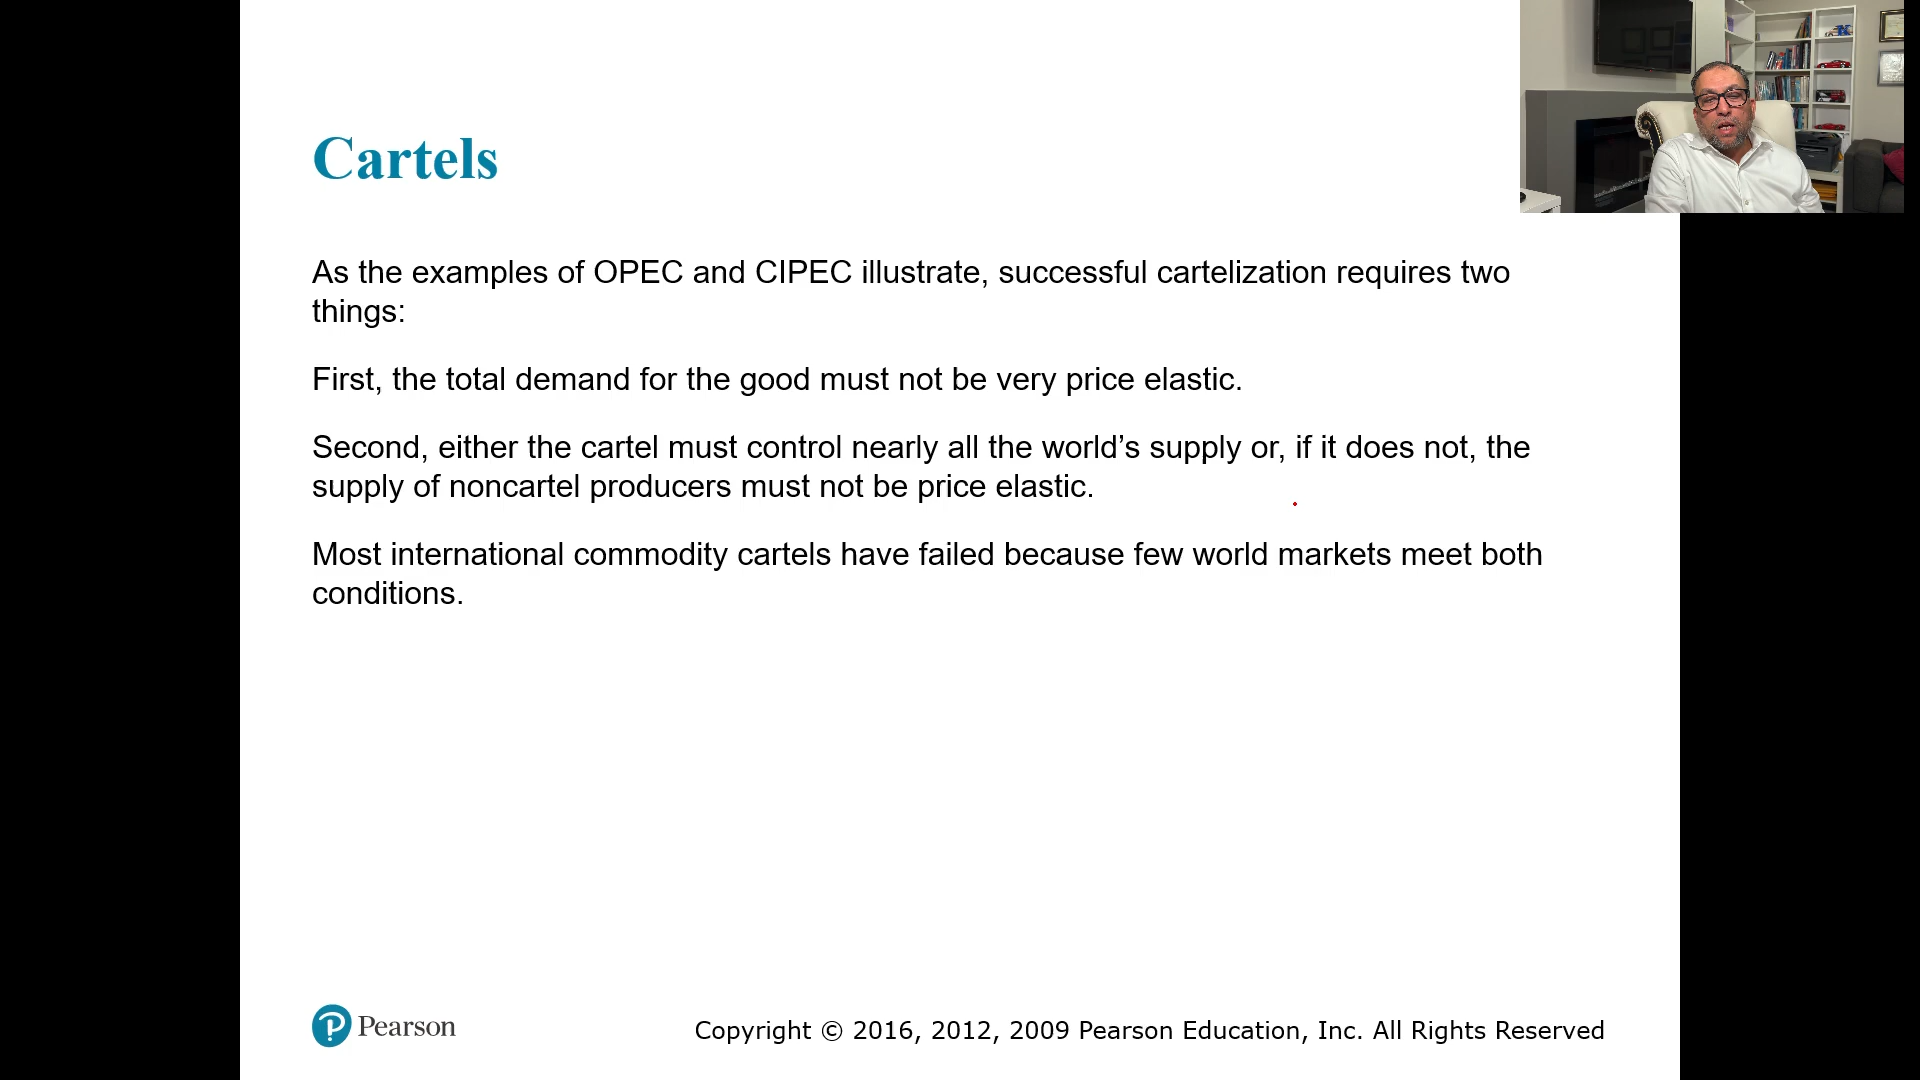 Cartels
As the examples of OPEC and CIPEC illustrate, successful cartelization requires two
things:
First, the total demand for the good must not be very price elastic.
Second, either the cartel must control nearly all the world’s supply or, if it does not, the
supply of noncartel producers must not be price elastic.
Most international commodity cartels have failed because few world markets meet both
conditions.
Pearson
Copyright © 2016, 2012, 2009 Pearson Education, Inc. All Rights Reserved